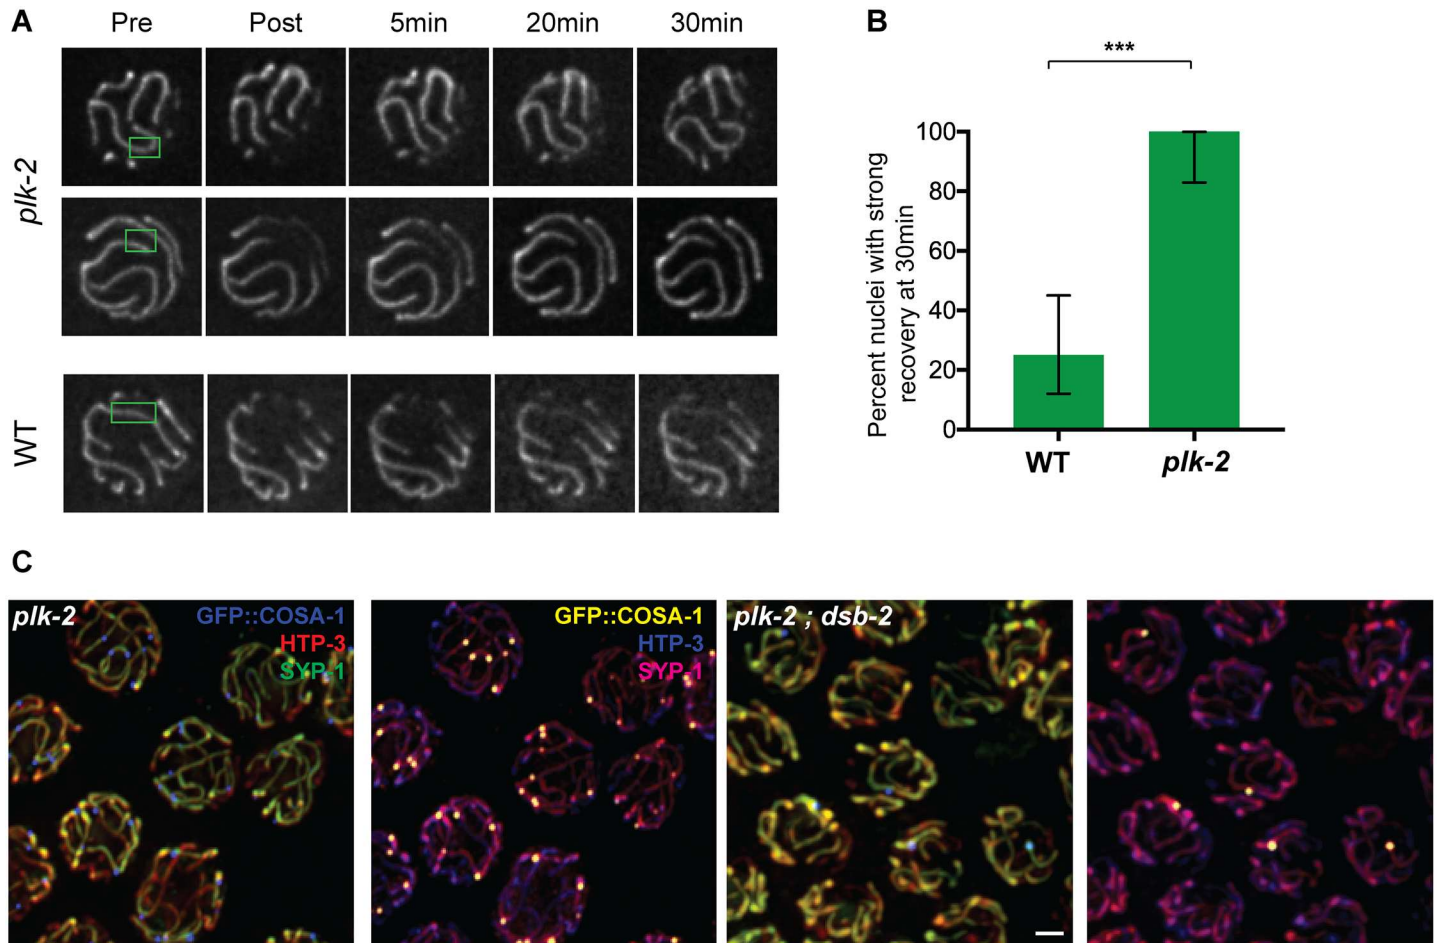 A
Pre Post 5min 20min 30min
plk-2
WT
B
***
Percent nuclei with strong
recovery at 30min
100
80
60
40
20
0
WT plk-2
C
plk-2 GFP::COSA-1
HTP-3
SYP-1
GFP::COSA-1
HTP-3
SYP-1
plk-2 ; dsb-2